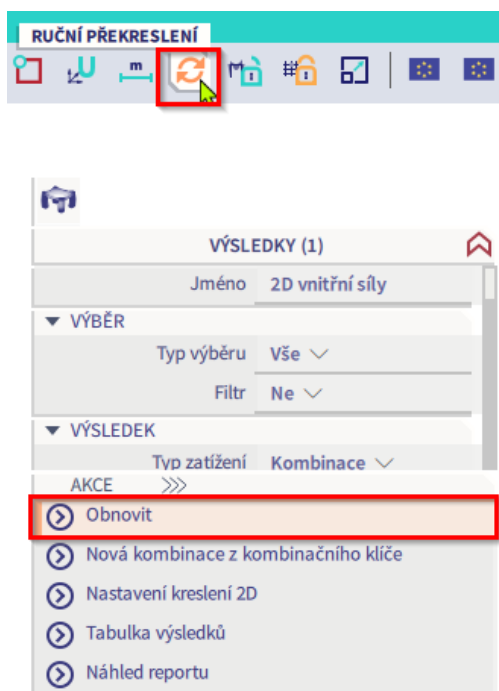 RUČNÍ PŘEKRESLENÍ
m
VÝSLEDKY (1)
Jméno 2D vnitřní síly
VÝBĚR
Typ výběru Vše
Filtr Ne
VÝSLEDEK
Typ zatížení Kombinace
AKCE >>>
Obnovit
Nová kombinace z kombinačního klíče
Nastavení kreslení 2D
Tabulka výsledků
Náhled reportu